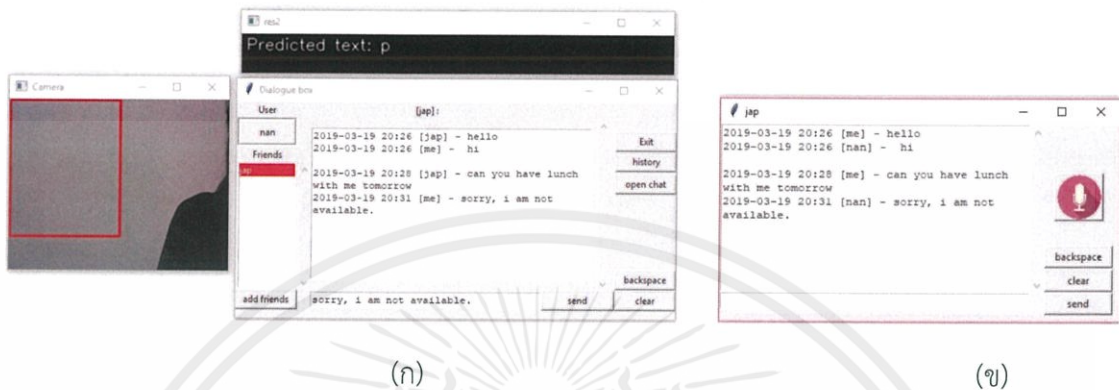 res2
Predicted text: p
Camera
Dialogue box
User
[jap]:
nan
Friends
jap
2019-03-19 20:26 [jap] - hello
2019-03-19 20:26 [me] -  hi
2019-03-19 20:28 [jap] - can you have lunch
with me tomorrow
2019-03-19 20:31 [me] - sorry, i am not
available.
Exit
history
open chat
backspace
add friends
sorry, i am not available.
send
clear
jap
2019-03-19 20:26 [me] - hello
2019-03-19 20:26 [nan] -  hi
2019-03-19 20:28 [me] - can you have lunch
with me tomorrow
2019-03-19 20:31 [nan] - sorry, i am not
available.
backspace
clear
send
(ก)
(ข)